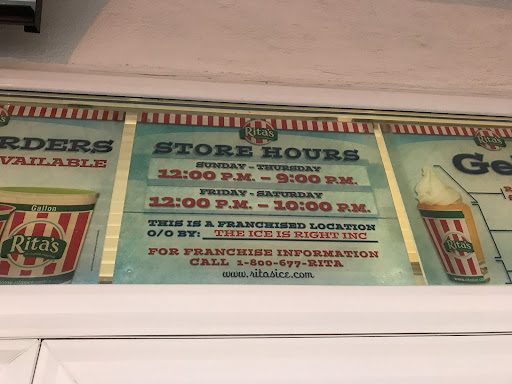 RDERS
AVAILABLE
Gallon
Rita's
Rita's
STORE HOURS
SUNDAY - THURSDAY
12:00 P.M. - 9:00 P.M.
FRIDAY - SATURDAY
12:00 P.M. - 10:00 P.M.
THIS IS A FRANCHISED LOCATION
O/O BY: THE ICE IS RIGHT INC
FOR FRANCHISE INFORMATION
CALL 1-800-677-RITA
www.ritasice.com
Rita's
Ge
Rita's